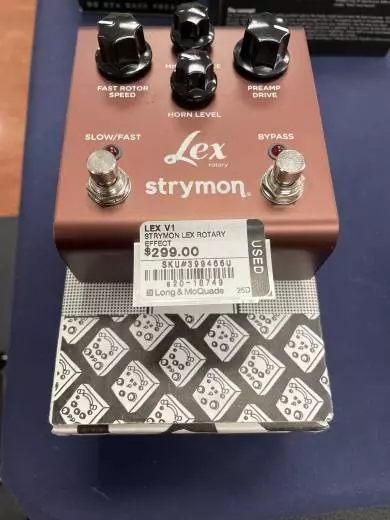 FAST ROTOR
SPEED
PREAMP
DRIVE
HORN LEVEL
SLOW/FAST
BYPASS
Lex
rotary
strymon
LEX V1
STRYMON LEX ROTARY
EFFECT
$299.00
USED
SKU#399466U
Long & McQuade